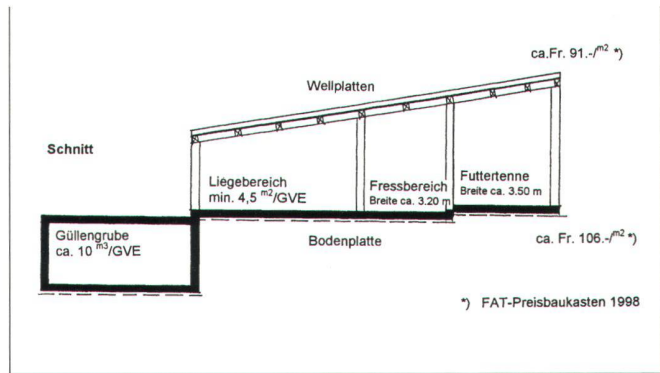 ca.Fr. 91.-/m2 *)
Wellplatten
Schnitt
Liegebereich
min. 4,5 m2/GVE
Fressbereich
Breite ca. 3.20 m
Futtertenne
Breite ca. 3.50 m
Güllengrube
ca. 10 m3/GVE
Bodenplatte
ca. Fr. 106.-/m2 *)
*) FAT-Preisbaukasten 1998